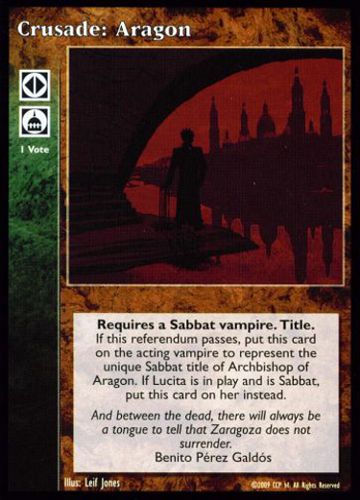 Crusade: Aragon
1 Vote
Requires a Sabbat vampire. Title.
If this referendum passes, put this card
on the acting vampire to represent the
unique Sabbat title of Archbishop of
Aragon. If Lucita is in play and is Sabbat,
put this card on her instead.
And between the dead, there will always be
a tongue to tell that Zaragoza does not
surrender.
Benito Pérez Galdós
Illus: Leif Jones
©2009 CCP hf. All Rights Reserved